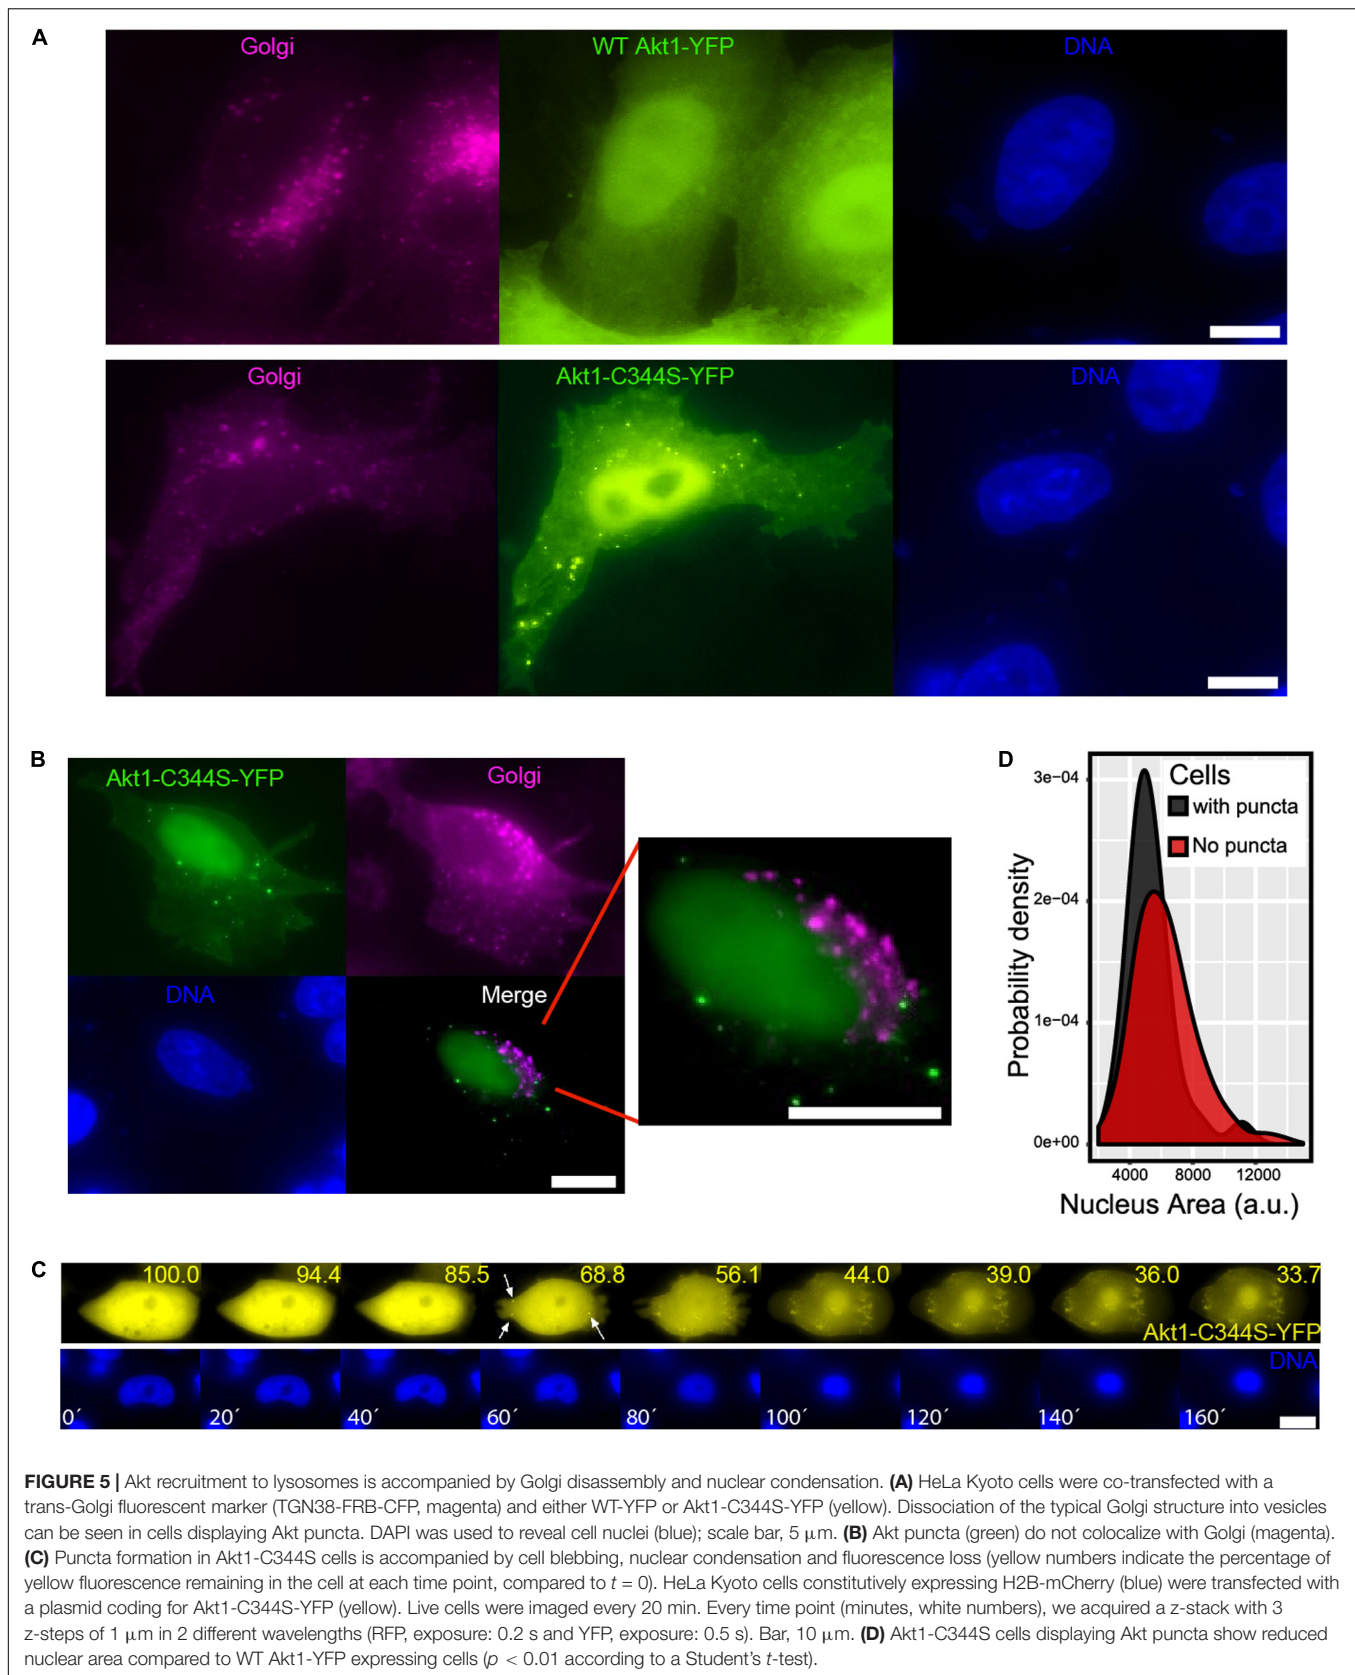 A
Golgi
WT Akt1-YFP
DNA
Golgi
Akt1-C344S-YFP
DNA
B
Akt1-C344S-YFP
Golgi
DNA
Merge
D
Cells
with puncta
No puncta
3e−04
2e−04
1e−04
0e+00
Probability density
4000
8000
12000
Nucleus Area (a.u.)
C
100.0
94.4
85.5
68.8
56.1
44.0
39.0
36.0
33.7
Akt1-C344S-YFP
DNA
0´
20´
40´
60´
80´
100´
120´
140´
160´
FIGURE 5 | Akt recruitment to lysosomes is accompanied by Golgi disassembly and nuclear condensation. (A) HeLa Kyoto cells were co-transfected with a
trans-Golgi fluorescent marker (TGN38-FRB-CFP, magenta) and either WT-YFP or Akt1-C344S-YFP (yellow). Dissociation of the typical Golgi structure into vesicles
can be seen in cells displaying Akt puncta. DAPI was used to reveal cell nuclei (blue); scale bar, 5 μm. (B) Akt puncta (green) do not colocalize with Golgi (magenta).
(C) Puncta formation in Akt1-C344S cells is accompanied by cell blebbing, nuclear condensation and fluorescence loss (yellow numbers indicate the percentage of
yellow fluorescence remaining in the cell at each time point, compared to t = 0). HeLa Kyoto cells constitutively expressing H2B-mCherry (blue) were transfected with
a plasmid coding for Akt1-C344S-YFP (yellow). Live cells were imaged every 20 min. Every time point (minutes, white numbers), we acquired a z-stack with 3
z-steps of 1 μm in 2 different wavelengths (RFP, exposure: 0.2 s and YFP, exposure: 0.5 s). Bar, 10 μm. (D) Akt1-C344S cells displaying Akt puncta show reduced
nuclear area compared to WT Akt1-YFP expressing cells (p < 0.01 according to a Student's t-test).